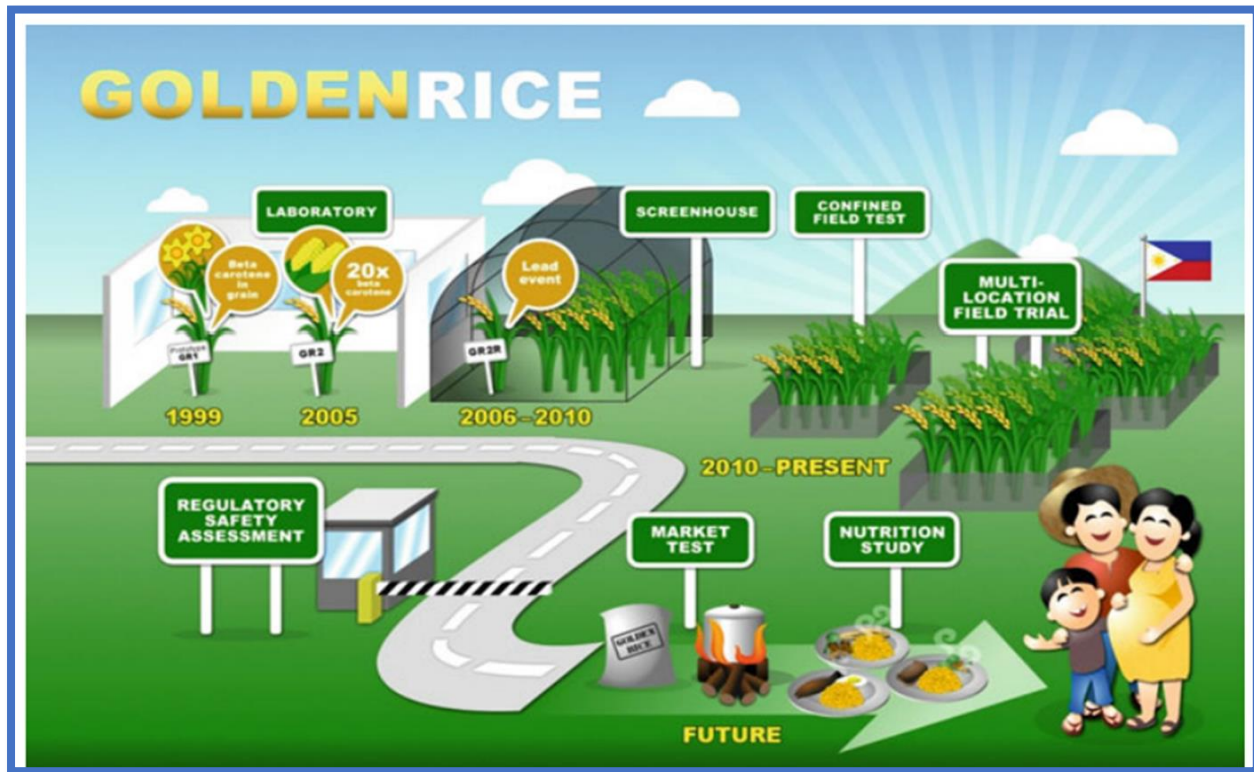 GOLDENRICE
LABORATORY
SCREENHOUSE
CONFINED
FIELD TEST
MULTI-
LOCATION
FIELD TRIAL
Beta
carotene
in
grain
20x
beta
carotene
Lead
event
Prototype
GR1
GR2
GR2R
1999
2005
2006–2010
2010–PRESENT
REGULATORY
SAFETY
ASSESSMENT
MARKET
TEST
NUTRITION
STUDY
GOLDEN
RICE
FUTURE